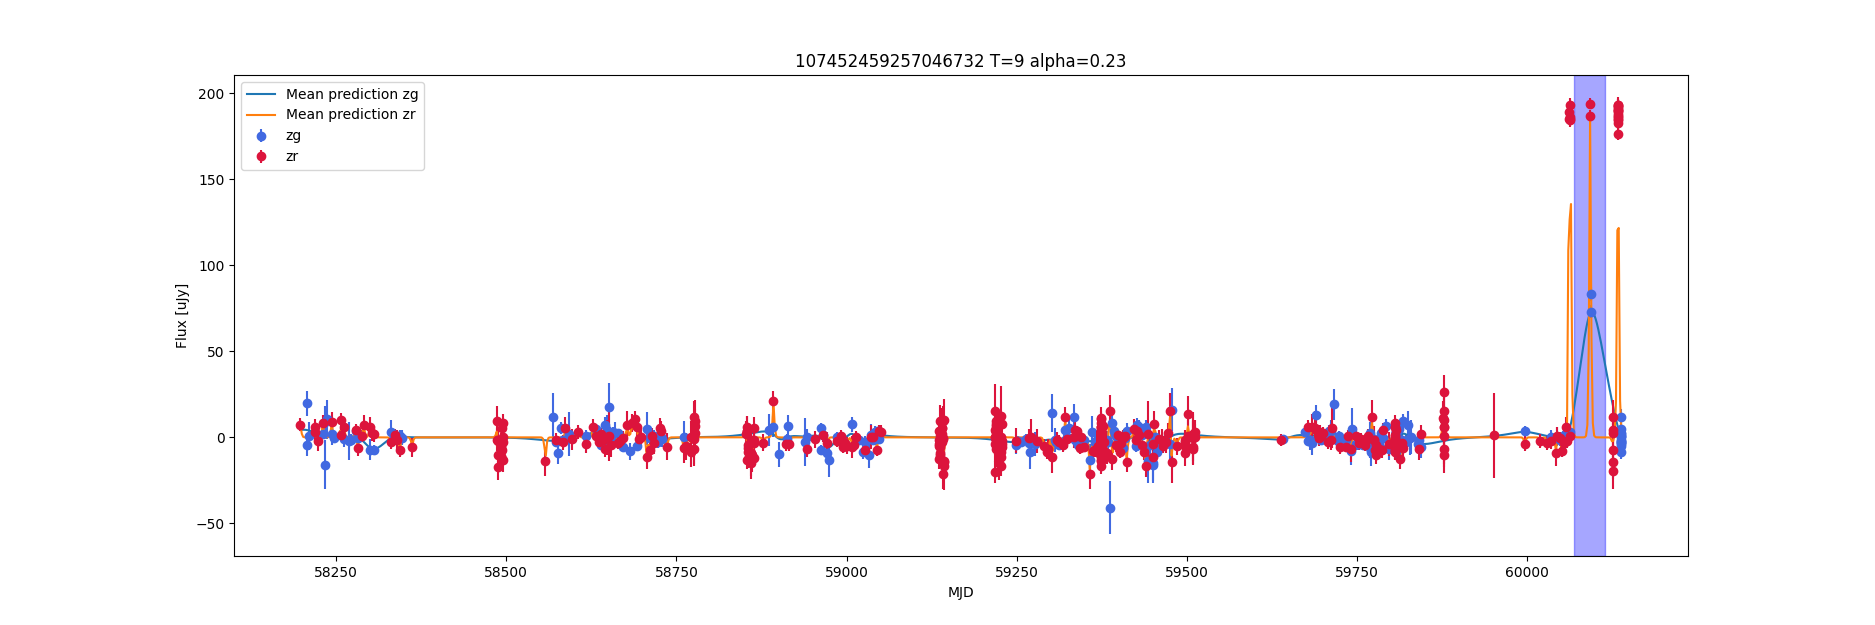 107452459257046732 T=9 alpha=0.23
Mean prediction zg
Mean prediction zr
zg
zr
Flux [uJy]
200
150
100
50
0
−50
58250 58500 58750 59000 59250 59500 59750 60000
MJD